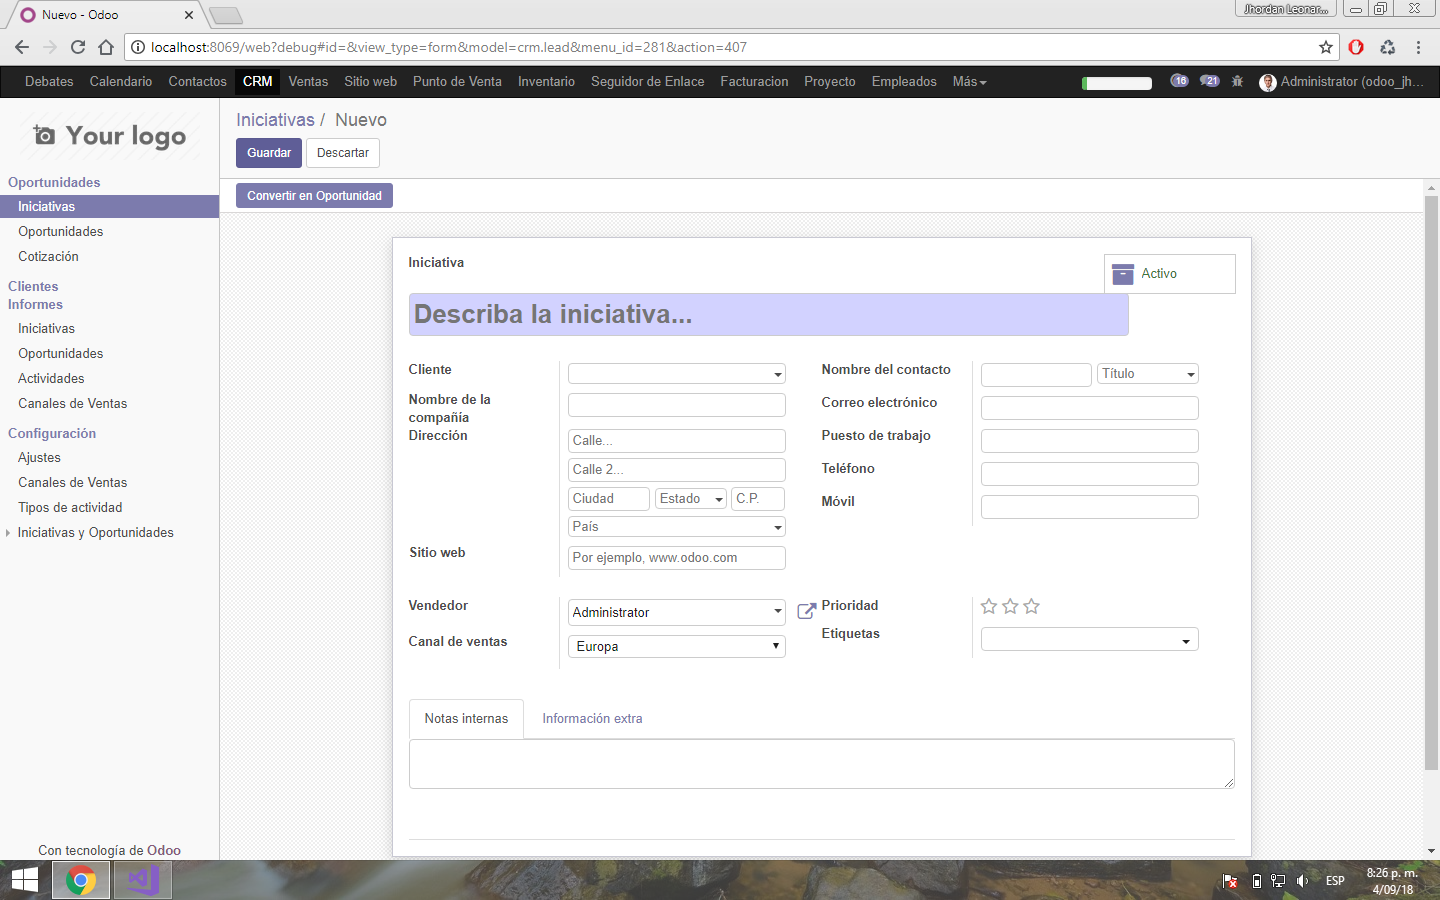 Nuevo - Odoo
Jhordan Leonar...
localhost:8069/web?debug#id=&view_type=form&model=crm.lead&menu_id=281&action=407
Debates Calendario Contactos CRM Ventas Sitio web Punto de Venta Inventario Seguidor de Enlace Facturacion Proyecto Empleados Más 16 21 Administrator (odoo_jh...
Your logo
Oportunidades
Iniciativas
Oportunidades
Cotización
Clientes
Informes
Iniciativas
Oportunidades
Actividades
Canales de Ventas
Configuración
Ajustes
Canales de Ventas
Tipos de actividad
Iniciativas y Oportunidades
Con tecnología de Odoo
Iniciativas / Nuevo
Guardar Descartar
Convertir en Oportunidad
Iniciativa
Activo
Describa la iniciativa...
Cliente
Nombre de la
compañía
Dirección
Calle...
Calle 2...
Ciudad Estado C.P.
País
Sitio web Por ejemplo, www.odoo.com
Nombre del contacto Título
Correo electrónico
Puesto de trabajo
Teléfono
Móvil
Vendedor Administrator
Canal de ventas Europa
Prioridad
Etiquetas
Notas internas Información extra
ESP
8:26 p. m.
4/09/18